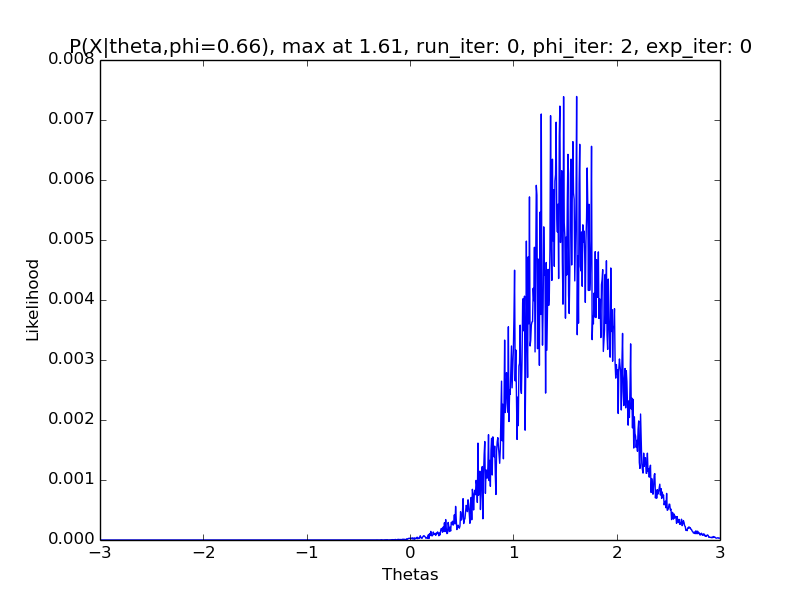 P(X|theta,phi=0.66), max at 1.61, run_iter: 0, phi_iter: 2, exp_iter: 0
0.008
0.007
0.006
0.005
0.004
0.003
0.002
0.001
0.000
Likelihood
−3 −2 −1 0 1 2 3
Thetas